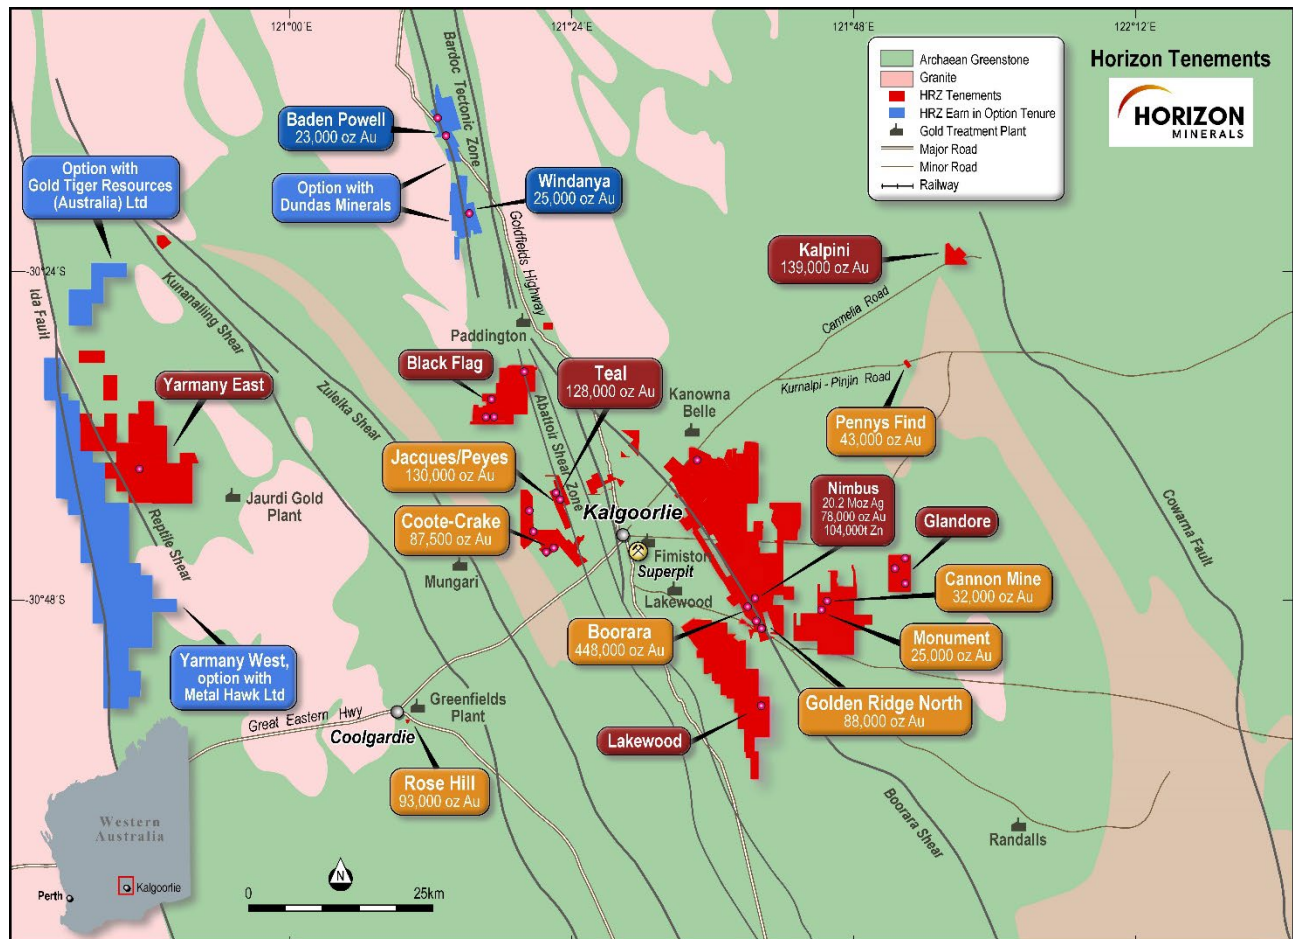 121°00´E
121°24´E
121°48´E
122°12´E
Archaean Greenstone
Granite
HRZ Tenements
HRZ Earn in Option Tenure
Gold Treatment Plant
Major Road
Minor Road
Railway
Horizon Tenements
HORIZON
MINERALS
Bardoc Tectonic Zone
Baden Powell
23,000 oz Au
Option with
Gold Tiger Resources
(Australia) Ltd
Option with
Dundas Minerals
Windanya
25,000 oz Au
Goldfields Highway
Kalpini
139,000 oz Au
-30°24´S
Ida Fault
Kunanalling Shear
Carmelia Road
Paddington
Black Flag
Teal
128,000 oz Au
Yarmany East
Zuleika Shear
Abattoir Shear Zone
Kanowna
Belle
Kurnalpi - Pinjin Road
Pennys Find
43,000 oz Au
Jacques/Peyes
130,000 oz Au
Jaurdi Gold
Plant
Reptile Shear
Nimbus
20.2 Moz Ag
78,000 oz Au
104,000t Zn
Cowarna Fault
Coote-Crake
87,500 oz Au
Kalgoorlie
Glandore
Fimiston
Superpit
Mungari
Lakewood
Cannon Mine
32,000 oz Au
-30°48´S
Boorara
448,000 oz Au
Monument
25,000 oz Au
Yarmany West,
option with
Metal Hawk Ltd
Golden Ridge North
88,000 oz Au
Greenfields
Plant
Great Eastern Hwy
Coolgardie
Lakewood
Rose Hill
93,000 oz Au
Boorara Shear
Randalls
Western
Australia
Kalgoorlie
Perth
N
0
25km